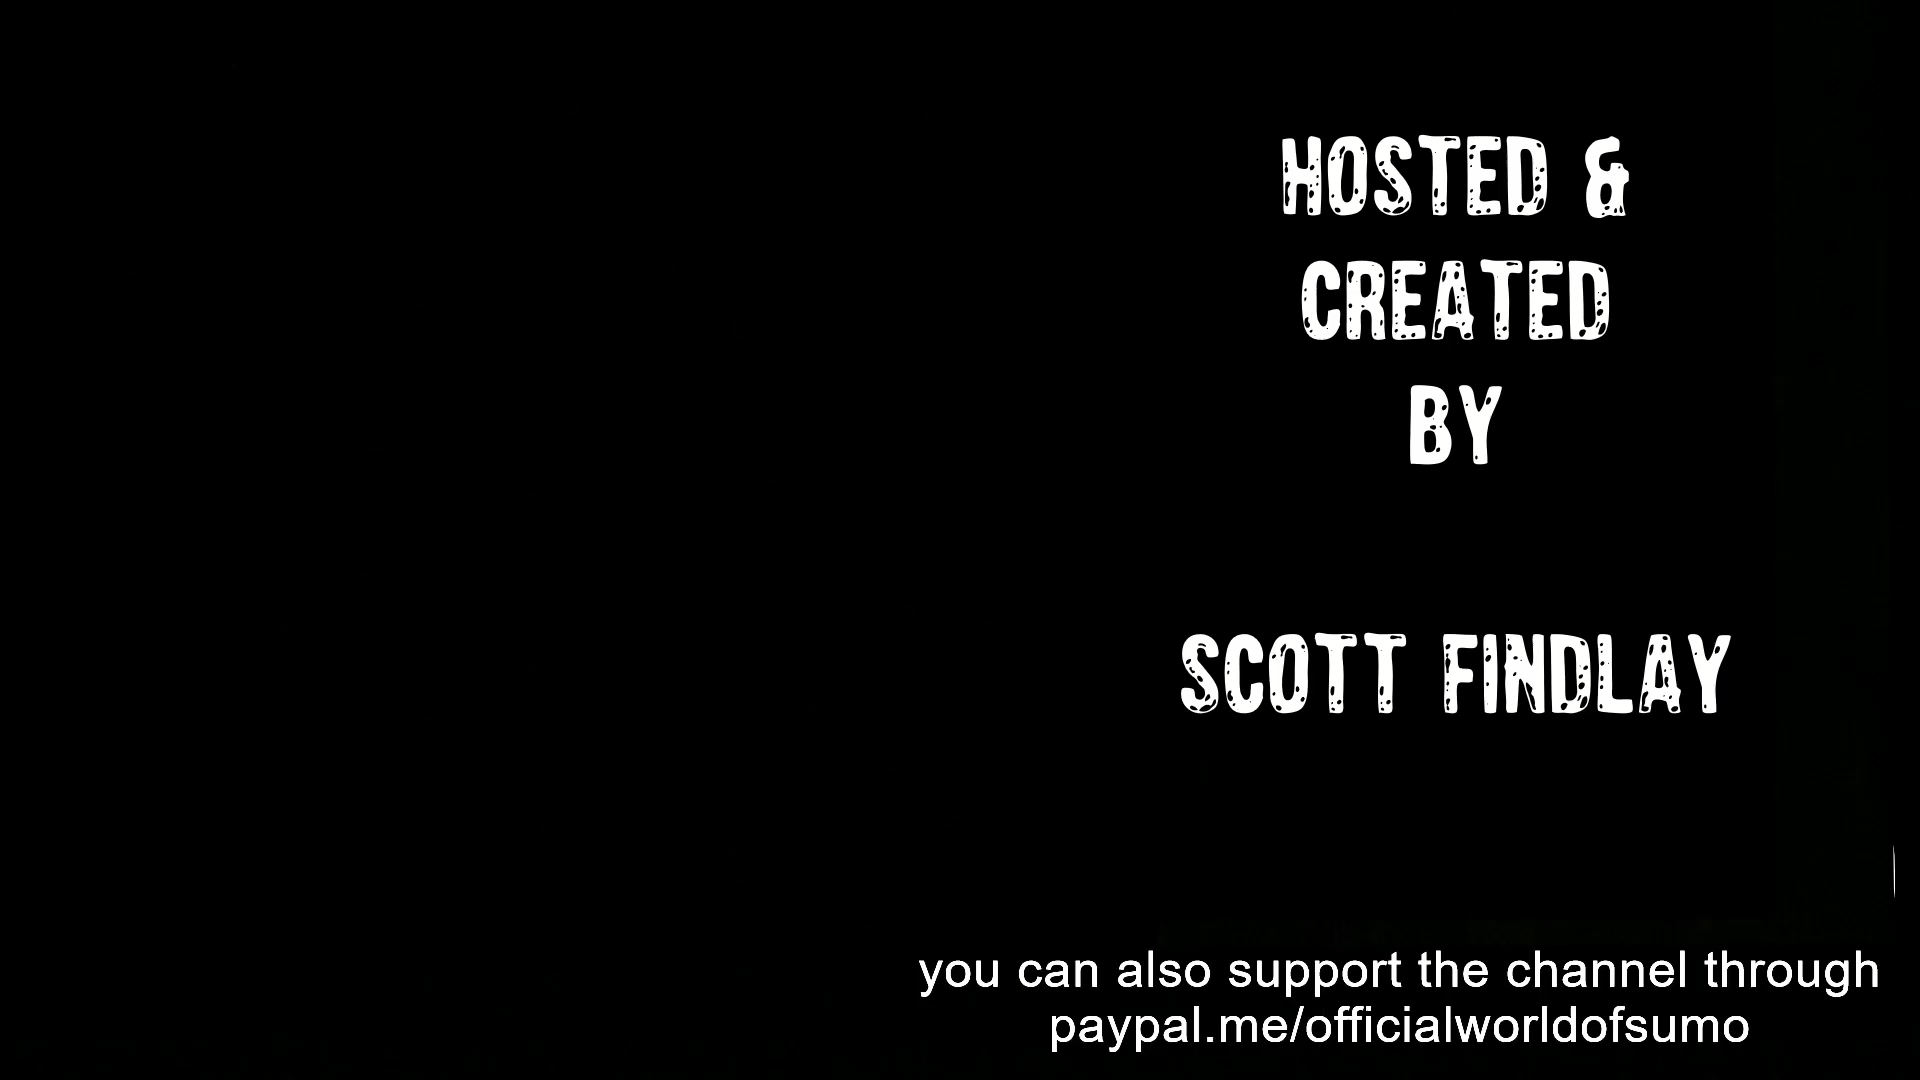 HOSTED &
CREATED
BY
SCOTT FINDLAY
you can also support the channel through
paypal.me/officialworldofsumo